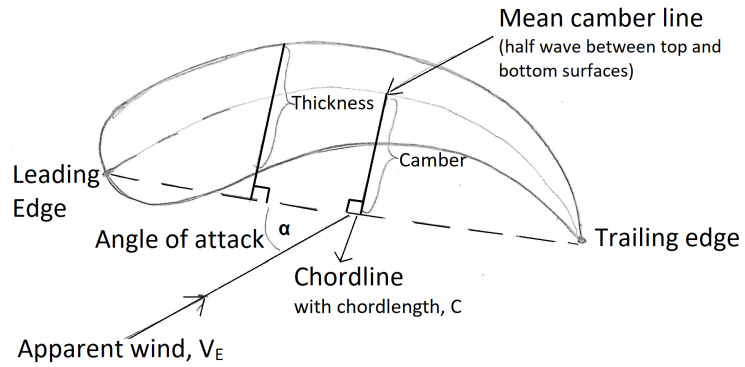 Mean camber line
(half wave between top and
bottom surfaces)
Thickness
Camber
Leading
Edge
α
Angle of attack
Trailing edge
Chordline
with chordlength, C
Apparent wind, VE